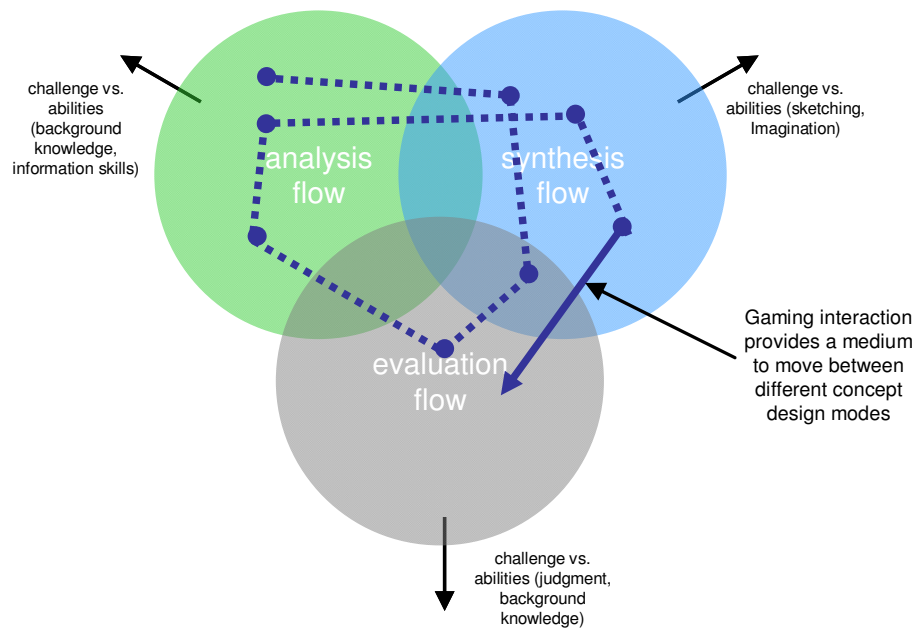 challenge vs.
abilities
(background
knowledge,
information skills)
challenge vs.
abilities (sketching,
Imagination)
analysis
flow
synthesis
flow
Gaming interaction
provides a medium
to move between
different concept
design modes
evaluation
flow
challenge vs.
abilities (judgment,
background
knowledge)